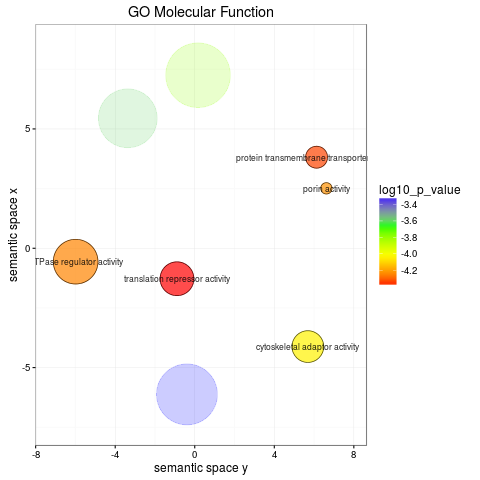 GO Molecular Function
semantic space x
5
0
-5
-8
-4
0
4
8
semantic space y
protein transmembrane transporte
porin activity
TPase regulator activity
translation repressor activity
cytoskeletal adaptor activity
log10_p_value
-3.4
-3.6
-3.8
-4.0
-4.2